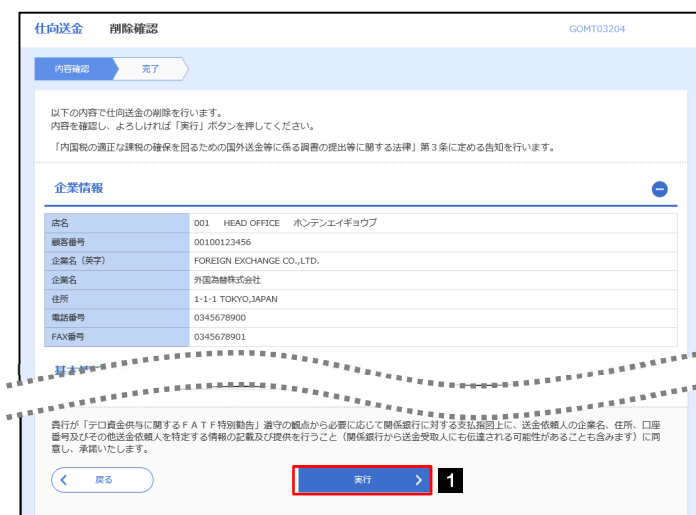 仕向送金 削除確認 GOMT03204
内容確認 完了
以下の内容で仕向送金の削除を行います。
内容を確認し、よろしければ「実行」ボタンを押してください。
「内国税の適正な課税の確保を図るための国外送金等に係る調書の提出等に関する法律」第3条に定める告知を行います。
企業情報
店名 001 HEAD OFFICE ホンテンエイギョウブ
顧客番号 00100123456
企業名（英字） FOREIGN EXCHANGE CO.,LTD.
企業名 外国為替株式会社
住所 1-1-1 TOKYO,JAPAN
電話番号 0345678900
FAX番号 0345678901
貴行が「テロ資金供与に関するＦＡＴＦ特別勧告」遵守の観点から必要に応じて関係銀行に対する支払指図上に、送金依頼人の企業名、住所、口座
番号及びその他送金依頼人を特定する情報の記載及び提供を行うこと（関係銀行から送金受取人にも伝達される可能性があることも含みます）に同
意し、承諾いたします。
戻る 実行 1